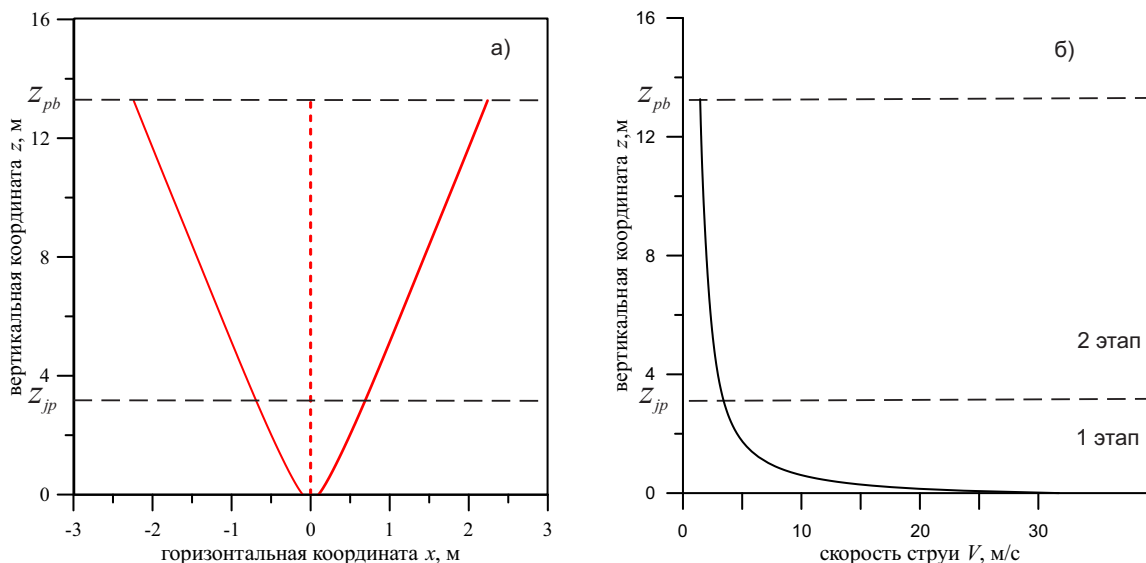 16
а)
Z_pb
12
8
4
Z_jp
0
вертикальная координата z, м
-3 -2 -1 0 1 2 3
горизонтальная координата x, м
16
б)
Z_pb
12
8
2 этап
4
Z_jp
1 этап
0
вертикальная координата z,м
0 10 20 30
скорость струи V, м/с